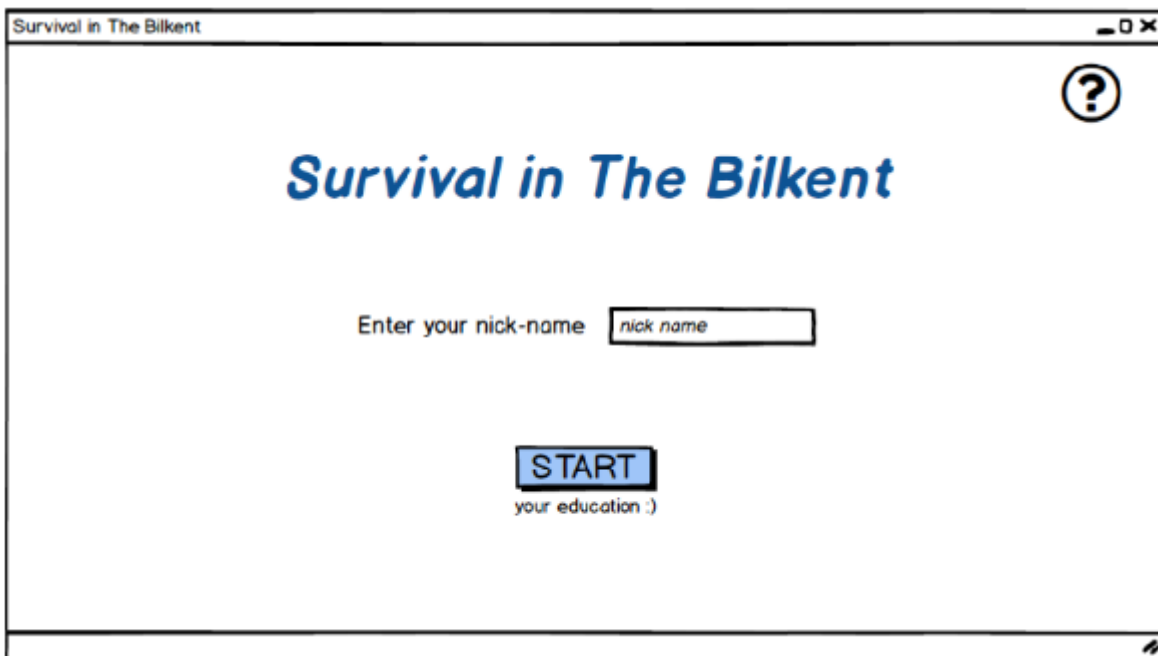 Survival in The Bilkent
?
Survival in The Bilkent
Enter your nick-name nick name
START
your education :)